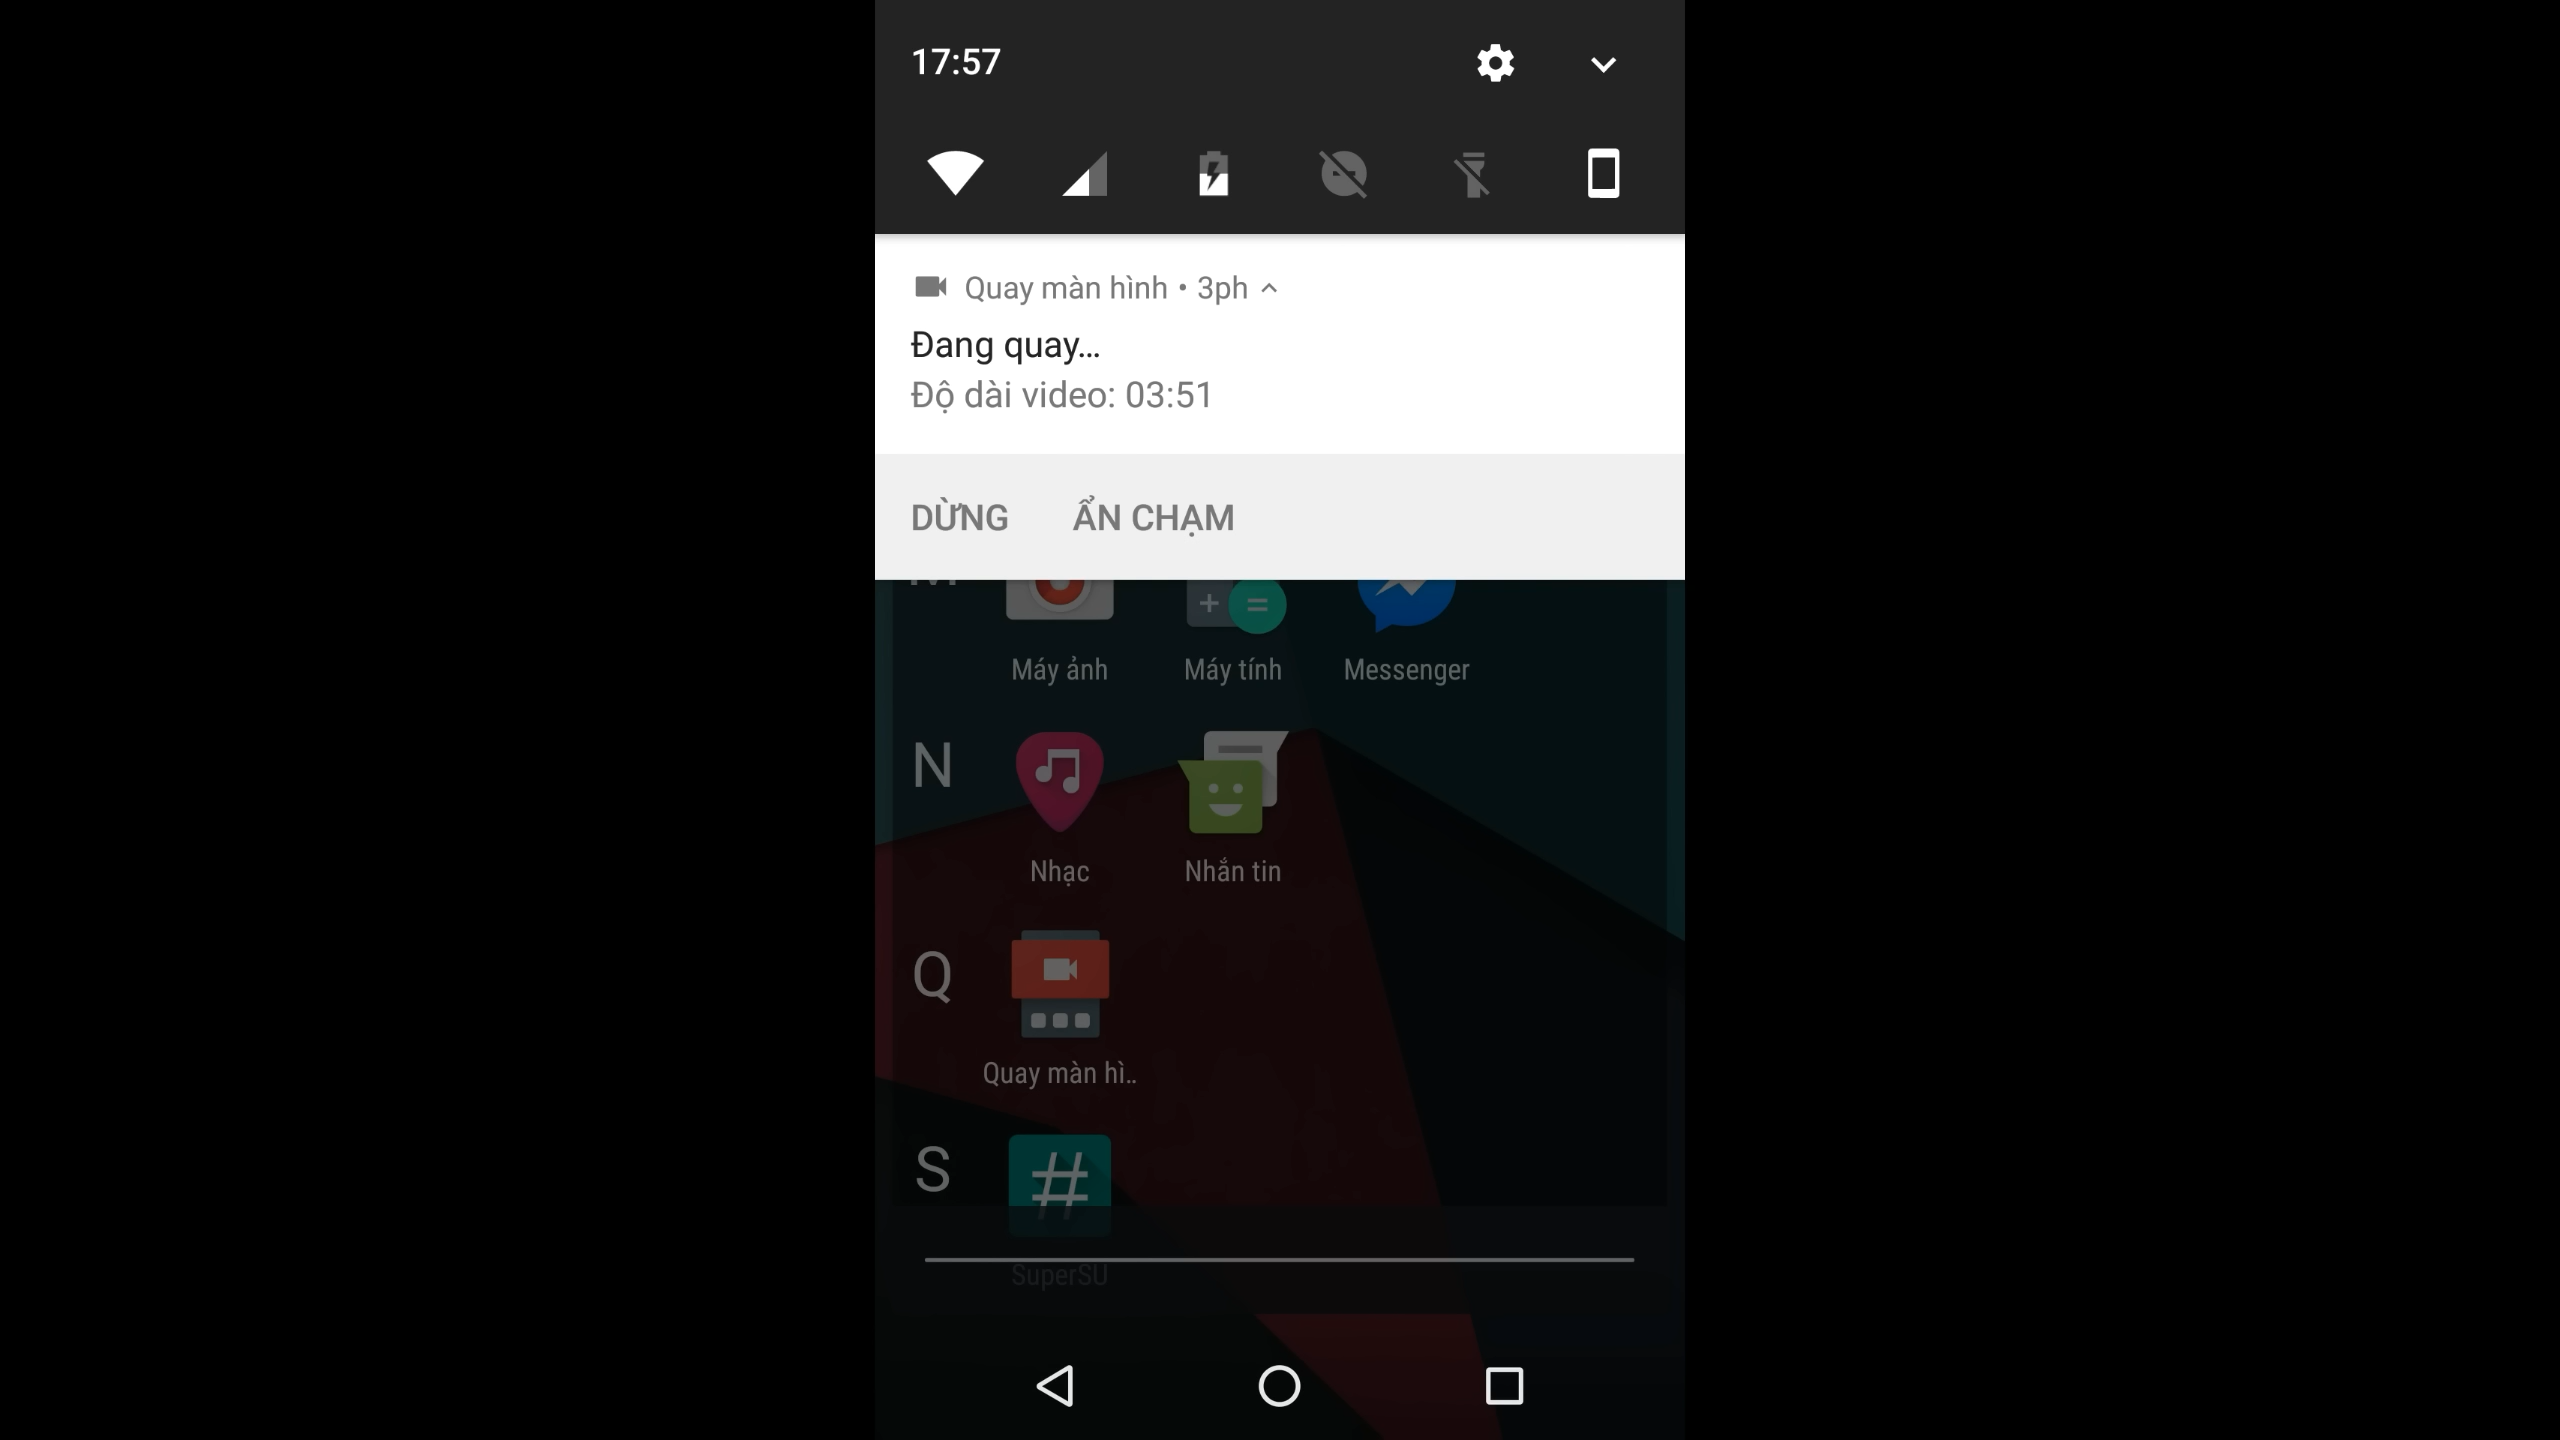 17:57
Quay màn hình • 3ph
Đang quay...
Độ dài video: 03:51
DỪNG ẨN CHẠM
M
Máy ảnh Máy tính Messenger
N
Nhạc Nhắn tin
Q
Quay màn hì..
S
#
SuperSU